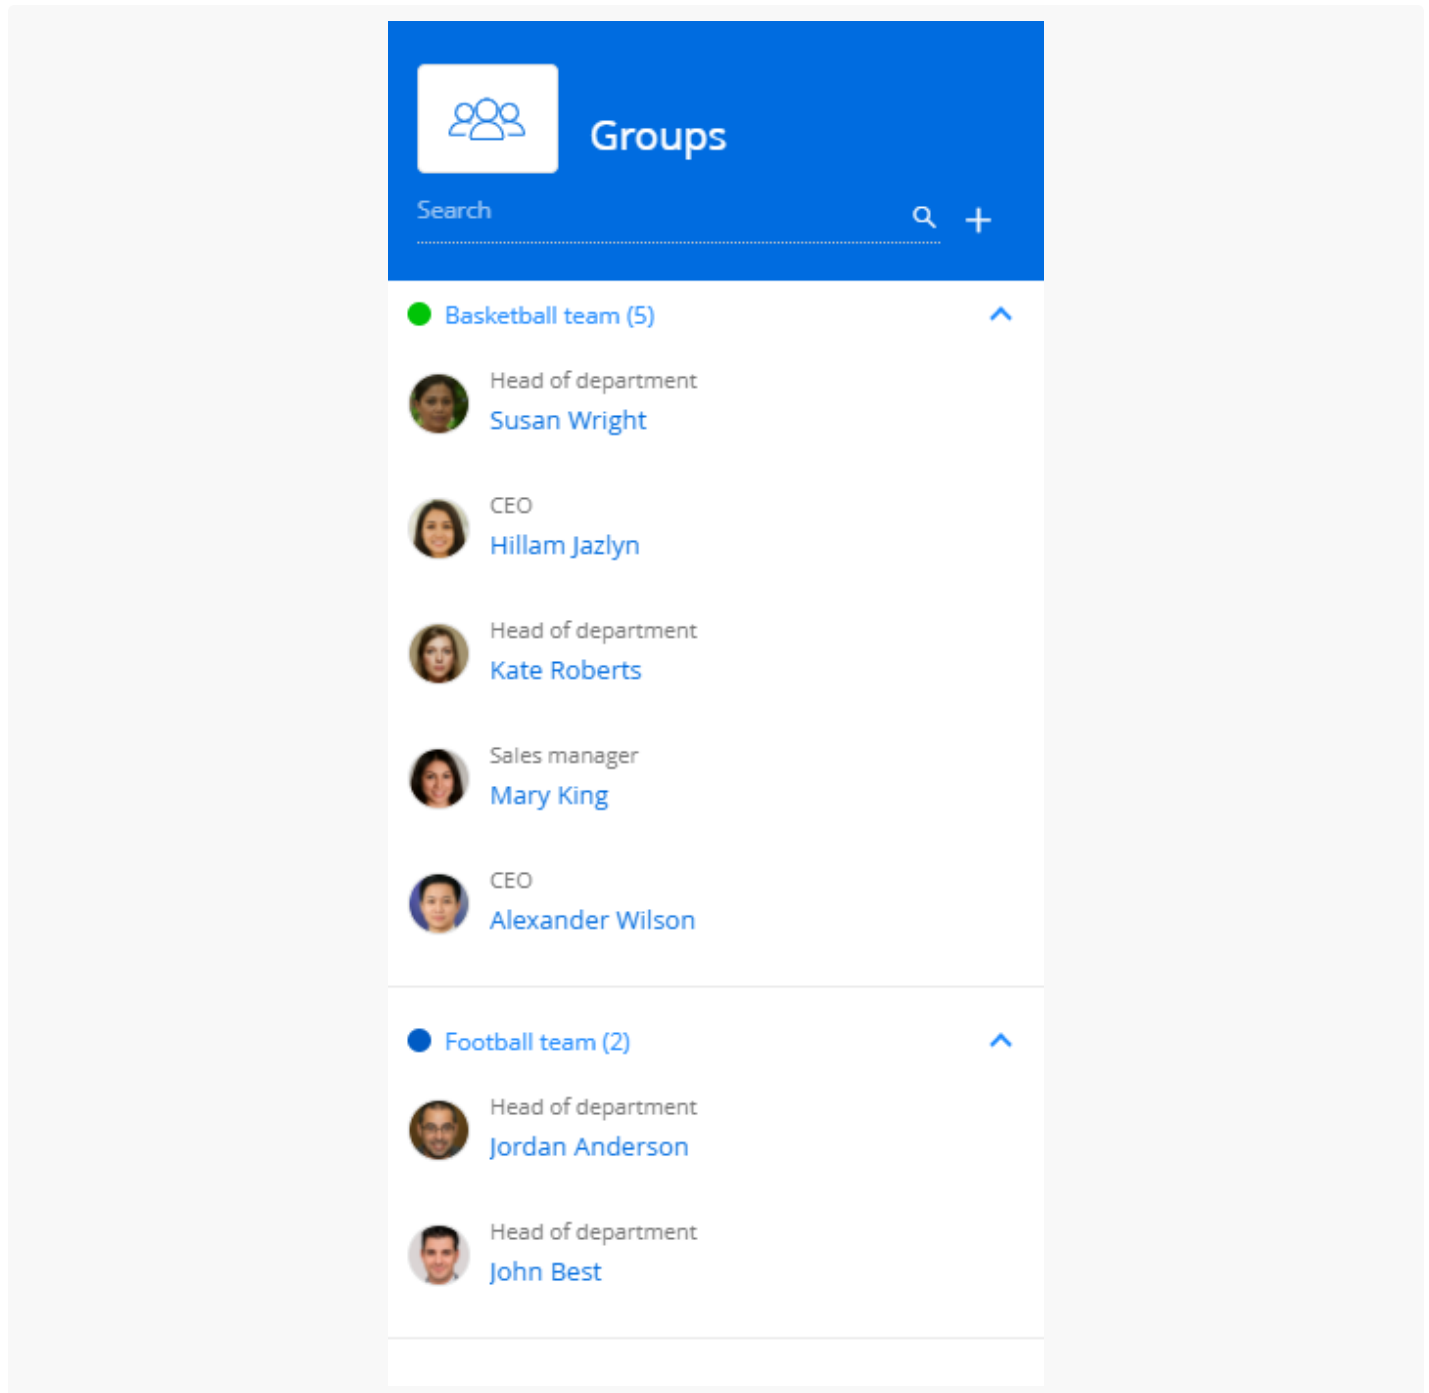 Groups
Search
Basketball team (5)
Head of department
Susan Wright
CEO
Hillam Jazlyn
Head of department
Kate Roberts
Sales manager
Mary King
CEO
Alexander Wilson
Football team (2)
Head of department
Jordan Anderson
Head of department
John Best